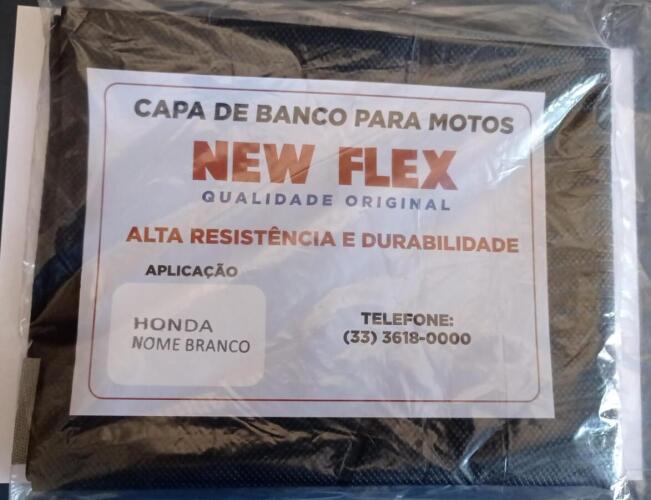 CAPA DE BANCO PARA MOTOS
NEW FLEX
QUALIDADE ORIGINAL
ALTA RESISTÊNCIA E DURABILIDADE
APLICAÇÃO
HONDA
NOME BRANCO
TELEFONE:
(33) 3618-0000